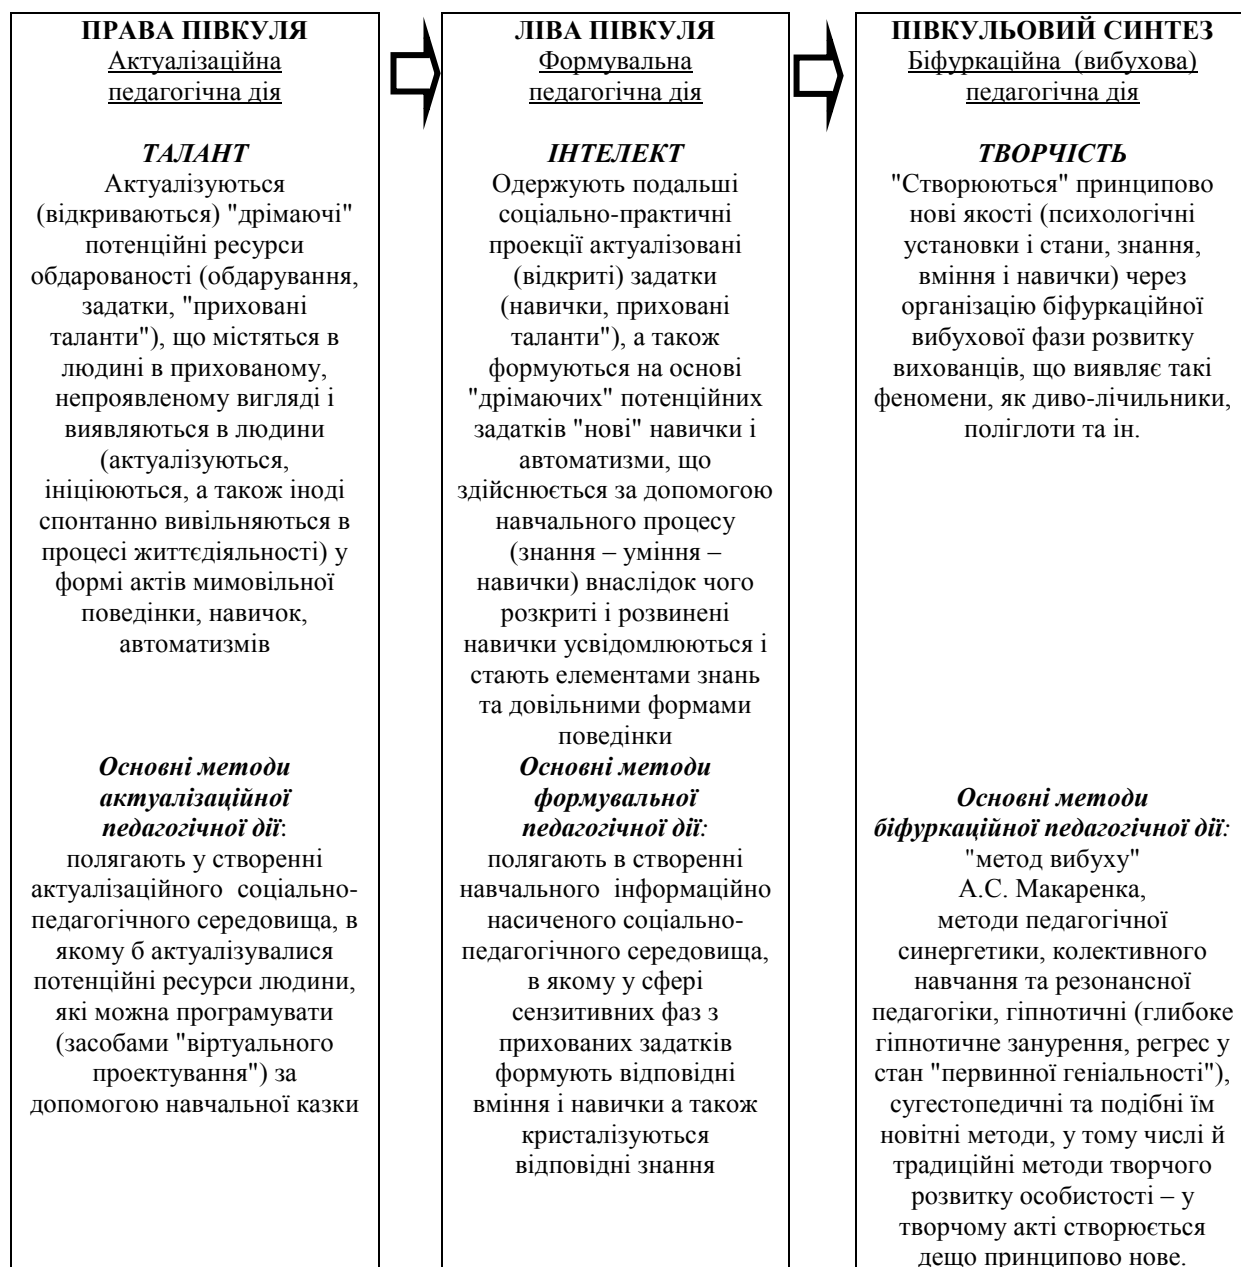 ПРАВА ПІВКУЛЯ
Актуалізаційна
педагогічна дія
ТАЛАНТ
Актуалізуються
(відкриваються) "дрімаючі"
потенційні ресурси
обдарованості (обдарування,
задатки, "приховані
таланти"), що містяться в
людині в прихованому,
непроявленому вигляді і
виявляються в людини
(актуалізуються,
ініціюються, а також іноді
спонтанно вивільняються в
процесі життєдіяльності) у
формі актів мимовільної
поведінки, навичок,
автоматизмів
Основні методи
актуалізаційної
педагогічної дії:
полягають у створенні
актуалізаційного соціально-
педагогічного середовища, в
якому б актуалізувалися
потенційні ресурси людини,
які можна програмувати
(засобами "віртуального
проектування") за
допомогою навчальної казки
ЛІВА ПІВКУЛЯ
Формувальна
педагогічна дія
ІНТЕЛЕКТ
Одержують подальші
соціально-практичні
проекції актуалізовані
(відкриті) задатки
(навички, приховані
таланти"), а також
формуються на основі
"дрімаючих" потенційних
задатків "нові" навички і
автоматизми, що
здійснюється за допомогою
навчального процесу
(знання – уміння –
навички) внаслідок чого
розкриті і розвинені
навички усвідомлюються і
стають елементами знань
та довільними формами
поведінки
Основні методи
формувальної
педагогічної дії:
полягають в створенні
навчального інформаційно
насиченого соціально-
педагогічного середовища,
в якому у сфері
сензитивних фаз з
прихованих задатків
формують відповідні
вміння і навички а також
кристалізуються
відповідні знання
ПІВКУЛЬОВИЙ СИНТЕЗ
Біфуркаційна (вибухова)
педагогічна дія
ТВОРЧІСТЬ
"Створюються" принципово
нові якості (психологічні
установки і стани, знання,
вміння і навички) через
організацію біфуркаційної
вибухової фази розвитку
вихованців, що виявляє такі
феномени, як диво-лічильники,
поліглоти та ін.
Основні методи
біфуркаційної педагогічної дії:
"метод вибуху"
А.С. Макаренка,
методи педагогічної
синергетики, колективного
навчання та резонансної
педагогіки, гіпнотичні (глибоке
гіпнотичне занурення, регрес у
стан "первинної геніальності"),
сугестопедичні та подібні їм
новітні методи, у тому числі й
традиційні методи творчого
розвитку особистості – у
творчому акті створюється
дещо принципово нове.